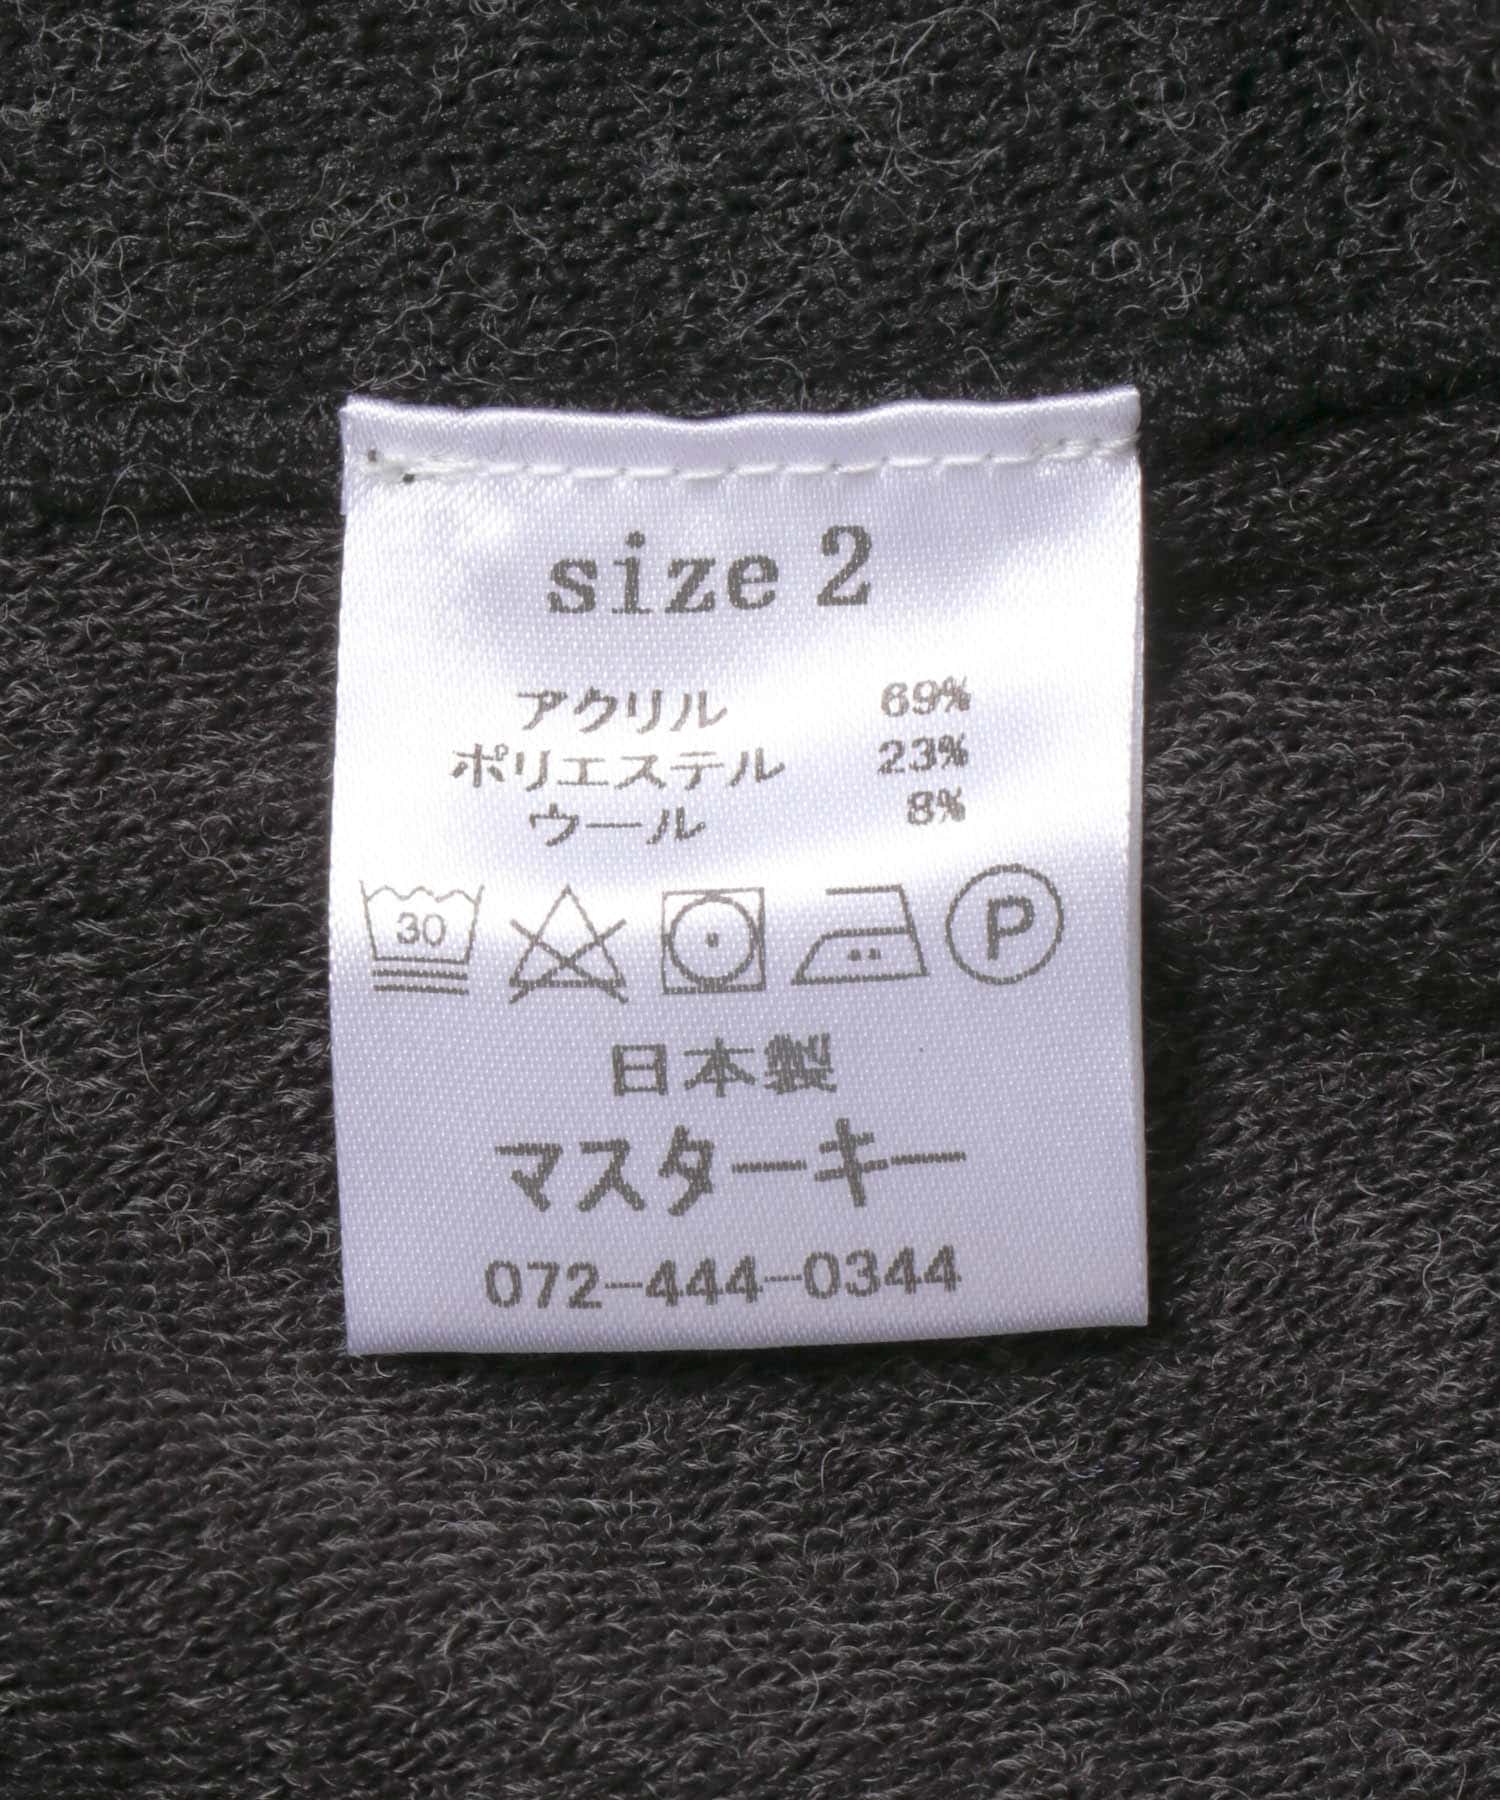 size 2
アクリル 69%
ポリエステル 23%
ウール 8%
30 P
日本製
マスターキー
072-444-0344